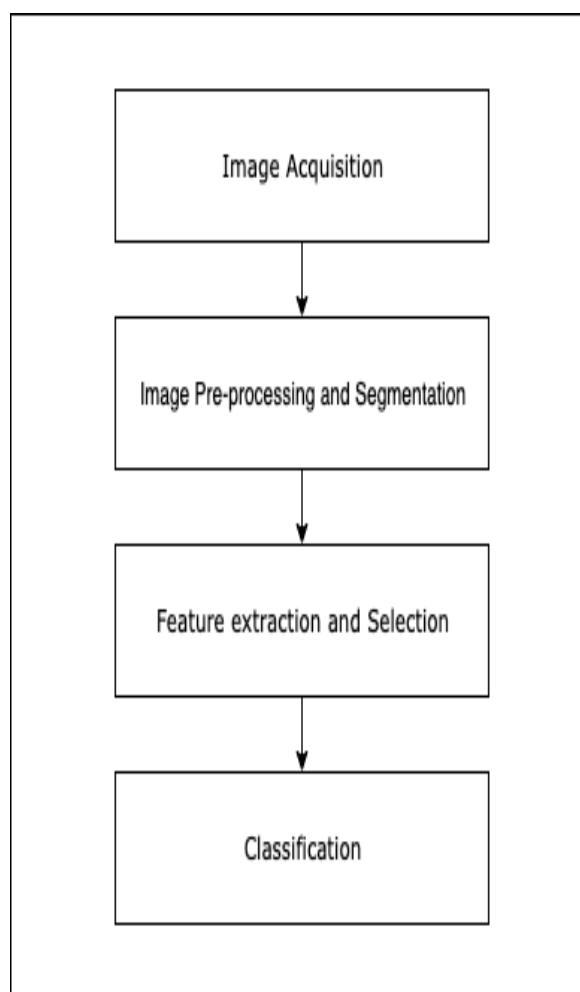 Image Acquisition
Image Pre-processing and Segmentation
Feature extraction and Selection
Classification